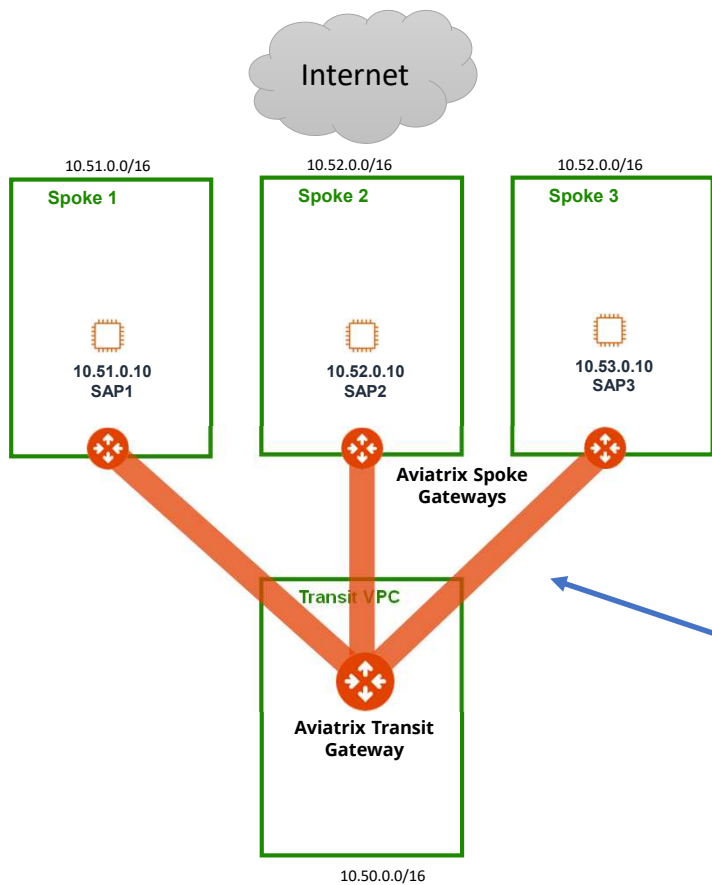 Internet
10.51.0.0/16
10.52.0.0/16
10.52.0.0/16
Spoke 1
Spoke 2
Spoke 3
10.51.0.10
SAP1
10.52.0.10
SAP2
10.53.0.10
SAP3
Aviatrix Spoke
Gateways
Transit VPC
Aviatrix Transit
Gateway
10.50.0.0/16